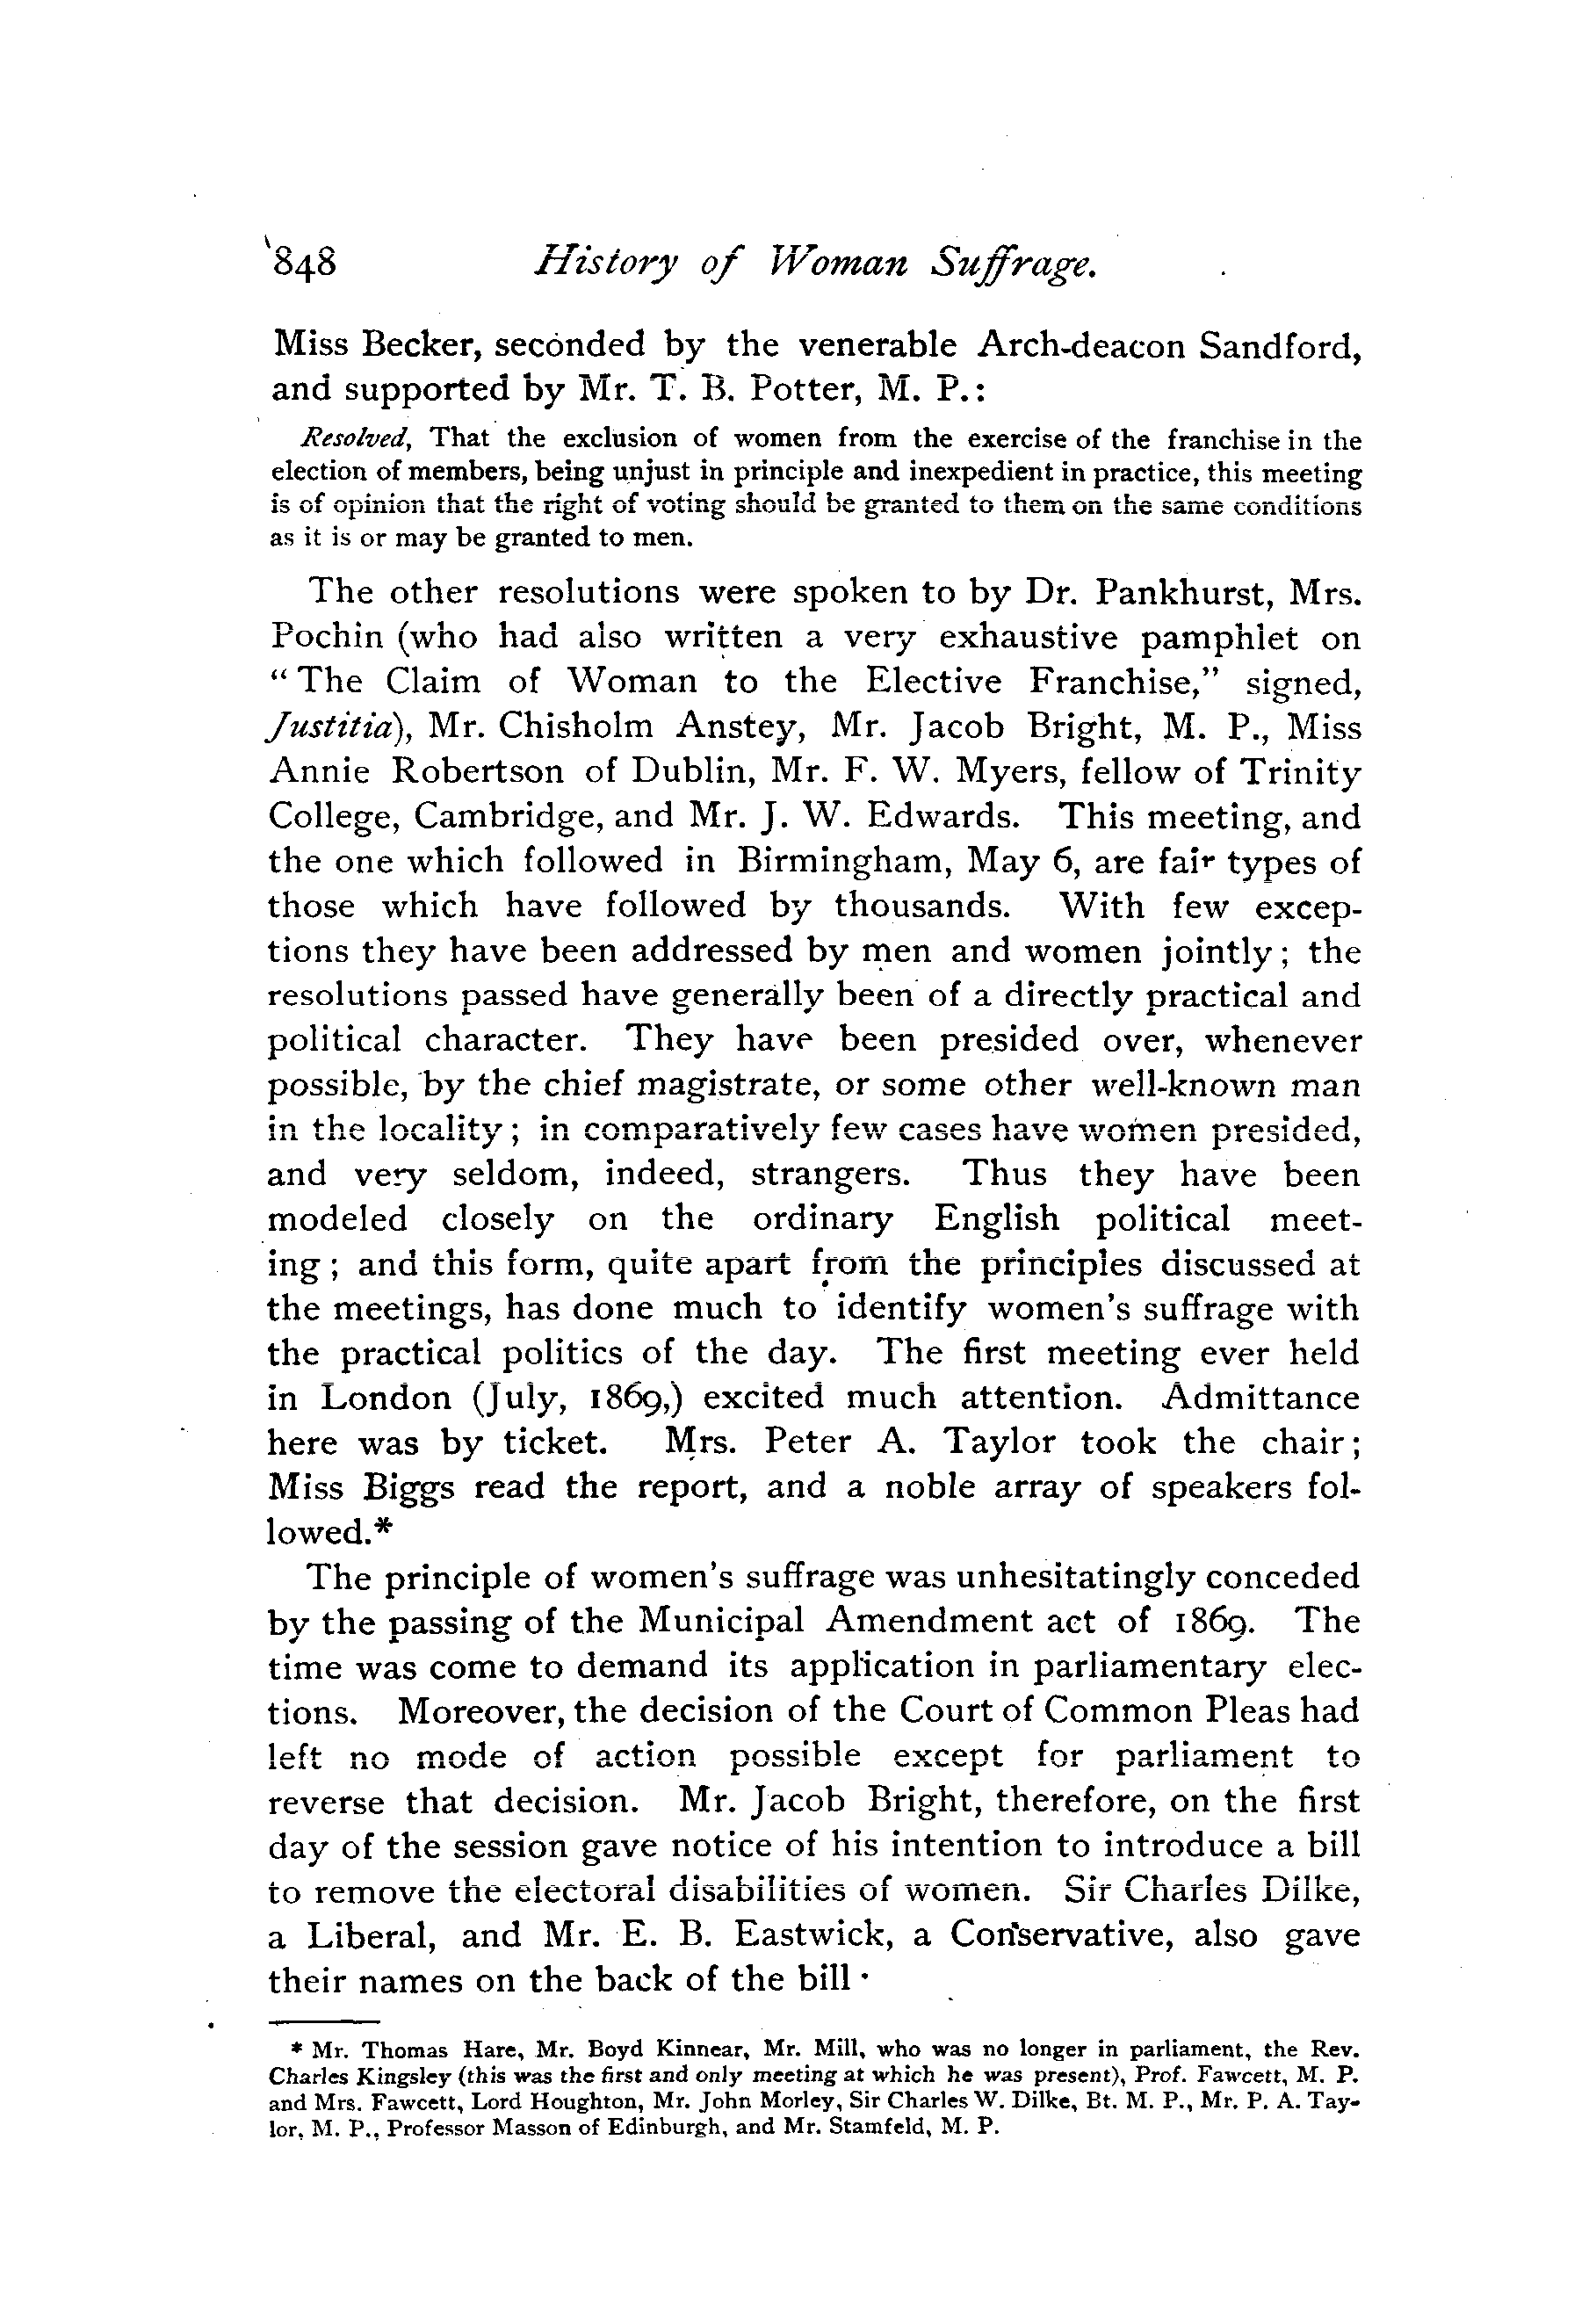 848 History of Woman Suffrage.
Miss Becker, seconded by the venerable Arch-deacon Sandford,
and supported by Mr. T. B. Potter, M. P.:
Resolved, That the exclusion of women from the exercise of the franchise in the
election of members, being unjust in principle and inexpedient in practice, this meeting
is of opinion that the right of voting should be granted to them on the same conditions
as it is or may be granted to men.
The other resolutions were spoken to by Dr. Pankhurst, Mrs.
Pochin (who had also written a very exhaustive pamphlet on
“The Claim of Woman to the Elective Franchise,” signed,
Justitia), Mr. Chisholm Anstey, Mr. Jacob Bright, M. P., Miss
Annie Robertson of Dublin, Mr. F. W. Myers, fellow of Trinity
College, Cambridge, and Mr. J. W. Edwards. This meeting, and
the one which followed in Birmingham, May 6, are fair types of
those which have followed by thousands. With few excep-
tions they have been addressed by men and women jointly; the
resolutions passed have generally been of a directly practical and
political character. They have been presided over, whenever
possible, by the chief magistrate, or some other well-known man
in the locality; in comparatively few cases have women presided,
and very seldom, indeed, strangers. Thus they have been
modeled closely on the ordinary English political meet-
ing; and this form, quite apart from the principles discussed at
the meetings, has done much to identify women's suffrage with
the practical politics of the day. The first meeting ever held
in London (July, 1869,) excited much attention. Admittance
here was by ticket. Mrs. Peter A. Taylor took the chair;
Miss Biggs read the report, and a noble array of speakers fol-
lowed.*
The principle of women's suffrage was unhesitatingly conceded
by the passing of the Municipal Amendment act of 1869. The
time was come to demand its application in parliamentary elec-
tions. Moreover, the decision of the Court of Common Pleas had
left no mode of action possible except for parliament to
reverse that decision. Mr. Jacob Bright, therefore, on the first
day of the session gave notice of his intention to introduce a bill
to remove the electoral disabilities of women. Sir Charles Dilke,
a Liberal, and Mr. E. B. Eastwick, a Conservative, also gave
their names on the back of the bill.
* Mr. Thomas Hare, Mr. Boyd Kinnear, Mr. Mill, who was no longer in parliament, the Rev.
Charles Kingsley (this was the first and only meeting at which he was present), Prof. Fawcett, M. P.
and Mrs. Fawcett, Lord Houghton, Mr. John Morley, Sir Charles W. Dilke, Bt. M. P., Mr. P. A. Tay-
lor, M. P., Professor Masson of Edinburgh, and Mr. Stamfeld, M. P.